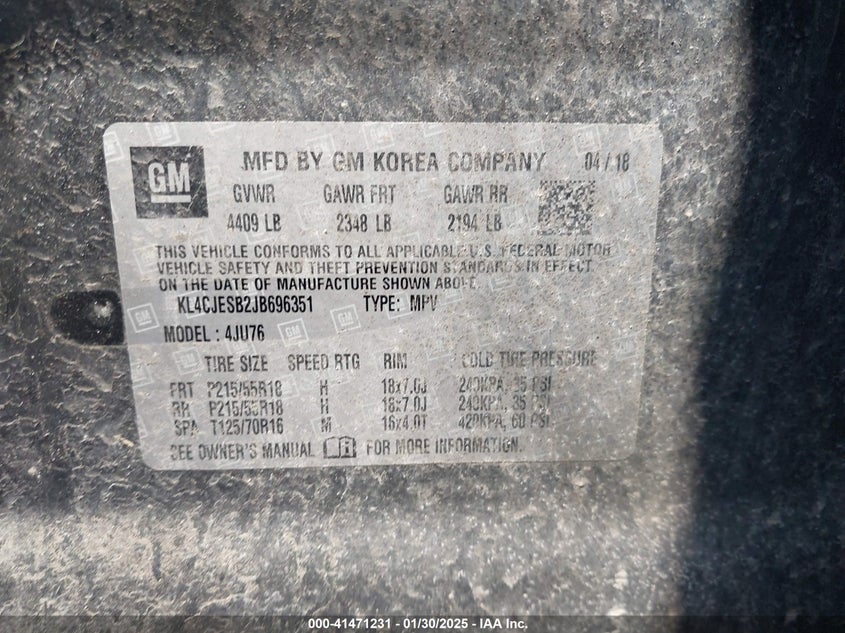 GM
MFD BY GM KOREA COMPANY 04/18
GVWR GAWR FRT GAWR RR
4409 LB 2348 LB 2194 LB
THIS VEHICLE CONFORMS TO ALL APPLICABLE U.S. FEDERAL MOTOR
VEHICLE SAFETY AND THEFT PREVENTION STANDARDS IN EFFECT
ON THE DATE OF MANUFACTURE SHOWN ABOVE.
KL4CJESB2JB696351 TYPE: MPV
MODEL: 4JU76
TIRE SIZE SPEED RTG RIM COLD TIRE PRESSURE
FRT P215/55R18 H 18x7.0J 240KPA, 35 PSI
RR P215/55R18 H 18x7.0J 240KPA, 35 PSI
SPA T125/70R16 M 16x4.0T 420KPA, 60 PSI
SEE OWNER'S MANUAL FOR MORE INFORMATION.
000-41471231 - 01/30/2025 - IAA Inc.